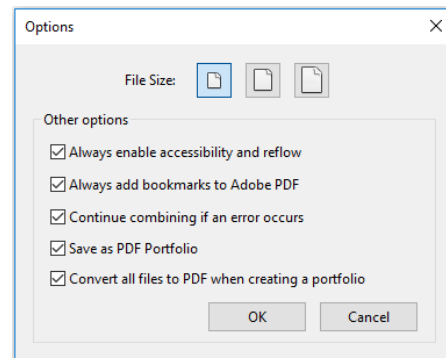 Options
File Size:
Other options
Always enable accessibility and reflow
Always add bookmarks to Adobe PDF
Continue combining if an error occurs
Save as PDF Portfolio
Convert all files to PDF when creating a portfolio
OK Cancel